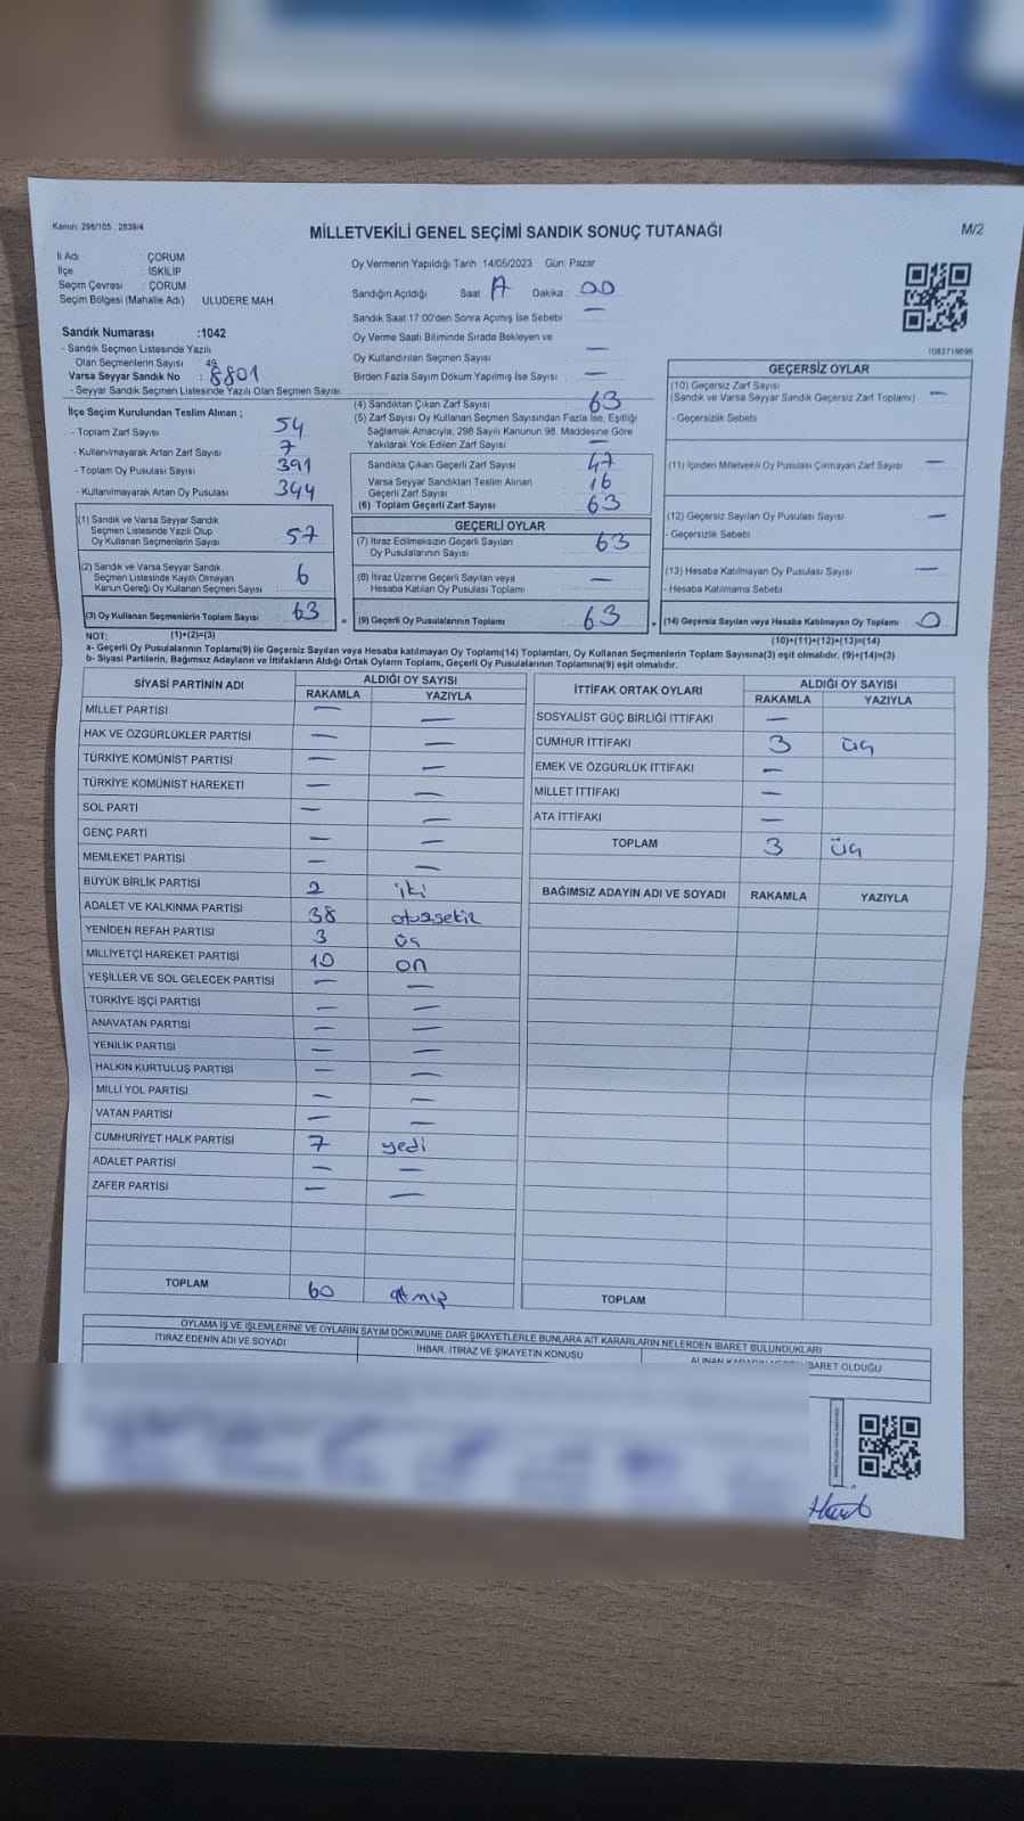 Kanun: 298/105 , 2839/4
MİLLETVEKİLİ GENEL SEÇİMİ SANDIK SONUÇ TUTANAĞI
M/2
İl Adı ÇORUM
İlçe İSKİLİP
Seçim Çevresi : ÇORUM
Seçim Bölgesi (Mahalle Adı) ULUDERE MAH.
Oy Vermenin Yapıldığı Tarih 14/05/2023 Gün: Pazar
Sandığın Açıldığı Saat Dakika: 00
Sandık Saat 17:00'den Sonra Açılmış İse Sebebi —
Oy Verme Saati Bitiminde Sırada Bekleyen ve
Oy Kullandırılan Seçmen Sayısı —
Birden Fazla Sayım Döküm Yapılmış İse Sayısı —
Sandık Numarası :1042
- Sandık Seçmen Listesinde Yazılı
Olan Seçmenlerin Sayısı 49
Varsa Seyyar Sandık No : 8801
- Seyyar Sandık Seçmen Listesinde Yazılı Olan Seçmen Sayısı
İlçe Seçim Kurulundan Teslim Alınan ;
- Toplam Zarf Sayısı 54
- Kullanılmayarak Artan Zarf Sayısı 7
- Toplam Oy Pusulası Sayısı 391
- Kullanılmayarak Artan Oy Pusulası 344
(1) Sandık ve Varsa Seyyar Sandık
Seçmen Listesinde Yazılı Olup
Oy Kullanan Seçmenlerin Sayısı 57
(2) Sandık ve Varsa Seyyar Sandık
Seçmen Listesinde Kayıtlı Olmayan
Kanun Gereği Oy Kullanan Seçmen Sayısı 6
(3) Oy Kullanan Seçmenlerin Toplam Sayısı 63
(1)+(2)=(3)
(4) Sandıktan Çıkan Zarf Sayısı 63
(5) Zarf Sayısı Oy Kullanan Seçmen Sayısından Fazla İse, Eşitliği
Sağlamak Amacıyla, 298 Sayılı Kanunun 98. Maddesine Göre
Yakılarak Yok Edilen Zarf Sayısı —
Sandıkta Çıkan Geçerli Zarf Sayısı 47
Varsa Seyyar Sandıktan Teslim Alınan
Geçerli Zarf Sayısı 16
(6) Toplam Geçerli Zarf Sayısı 63
GEÇERLİ OYLAR
(7) İtiraz Edilmeksizin Geçerli Sayılan
Oy Pusulalarının Sayısı 63
(8) İtiraz Üzerine Geçerli Sayılan veya
Hesaba Katılan Oy Pusulası Toplamı —
(9) Geçerli Oy Pusulalarının Toplamı 63
GEÇERSİZ OYLAR
(10) Geçersiz Zarf Sayısı —
(Sandık ve Varsa Seyyar Sandık Geçersiz Zarf Toplamı)
- Geçersizlik Sebebi
(11) İçinden Milletvekili Oy Pusulası Çıkmayan Zarf Sayısı —
(12) Geçersiz Sayılan Oy Pusulası Sayısı —
- Geçersizlik Sebebi
(13) Hesaba Katılmayan Oy Pusulası Sayısı —
- Hesaba Katılmama Sebebi
(14) Geçersiz Sayılan veya Hesaba Katılmayan Oy Toplamı 0
(10)+(11)+(12)+(13)=(14)
NOT:
a- Geçerli Oy Pusulalarının Toplamı(9) ile Geçersiz Sayılan veya Hesaba katılmayan Oy Toplamı(14) Toplamları, Oy Kullanan Seçmenlerin Toplam Sayısına(3) eşit olmalıdır. (9)+(14)=(3)
b- Siyasi Partilerin, Bağımsız Adayların ve İttifakların Aldığı Ortak Oyların Toplamı, Geçerli Oy Pusulalarının Toplamına(9) eşit olmalıdır.
SİYASİ PARTİNİN ADI ALDIĞI OY SAYISI
RAKAMLA YAZIYLA
MİLLET PARTİSİ — —
HAK VE ÖZGÜRLÜKLER PARTİSİ — —
TÜRKİYE KOMÜNİST PARTİSİ — —
TÜRKİYE KOMÜNİST HAREKETİ — —
SOL PARTİ — —
GENÇ PARTİ — —
MEMLEKET PARTİSİ — —
BÜYÜK BİRLİK PARTİSİ 2 iki
ADALET VE KALKINMA PARTİSİ 38 otuzsekiz
YENİDEN REFAH PARTİSİ 3 üç
MİLLİYETÇİ HAREKET PARTİSİ 10 on
YEŞİLLER VE SOL GELECEK PARTİSİ — —
TÜRKİYE İŞÇİ PARTİSİ — —
ANAVATAN PARTİSİ — —
YENİLİK PARTİSİ — —
HALKIN KURTULUŞ PARTİSİ — —
MİLLİ YOL PARTİSİ — —
VATAN PARTİSİ — —
CUMHURİYET HALK PARTİSİ 7 yedi
ADALET PARTİSİ — —
ZAFER PARTİSİ — —
TOPLAM 60 atmış
İTTİFAK ORTAK OYLARI ALDIĞI OY SAYISI
RAKAMLA YAZIYLA
SOSYALİST GÜÇ BİRLİĞİ İTTİFAKI —
CUMHUR İTTİFAKI 3 üç
EMEK VE ÖZGÜRLÜK İTTİFAKI —
MİLLET İTTİFAKI —
ATA İTTİFAKI —
TOPLAM 3 üç
BAĞIMSIZ ADAYIN ADI VE SOYADI RAKAMLA YAZIYLA
TOPLAM
OYLAMA İŞ VE İŞLEMLERİNE VE OYLARIN SAYIM DÖKÜMÜNE DAİR ŞİKAYETLERLE BUNLARA AİT KARARLARIN NELERDEN İBARET BULUNDUKLARI
İTİRAZ EDENİN ADI VE SOYADI
İHBAR, İTİRAZ VE ŞİKAYETİN KONUSU
BARET OLDUĞU